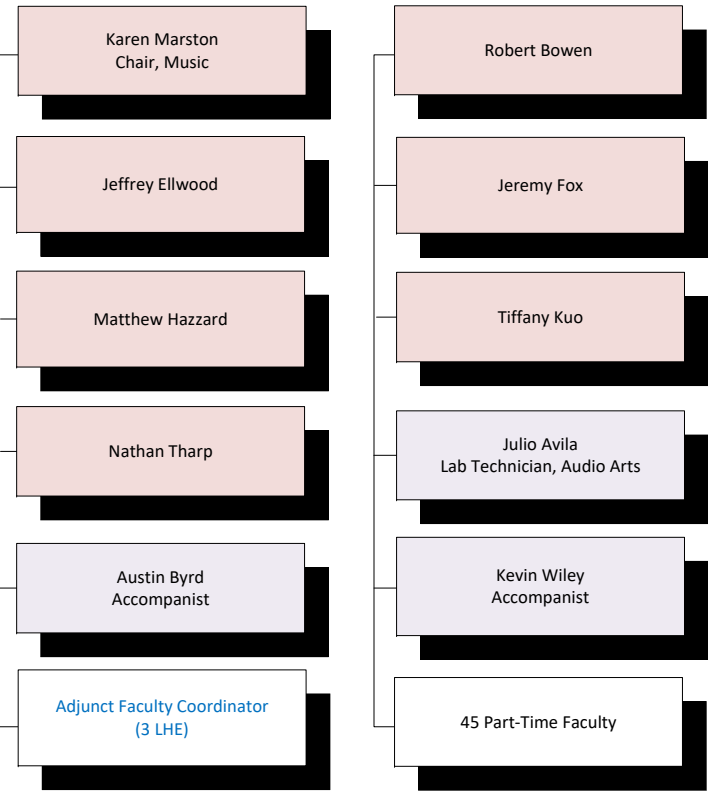 Karen Marston
Chair, Music
Robert Bowen
Jeffrey Ellwood
Jeremy Fox
Matthew Hazzard
Tiffany Kuo
Nathan Tharp
Julio Avila
Lab Technician, Audio Arts
Austin Byrd
Accompanist
Kevin Wiley
Accompanist
Adjunct Faculty Coordinator
(3 LHE)
45 Part-Time Faculty